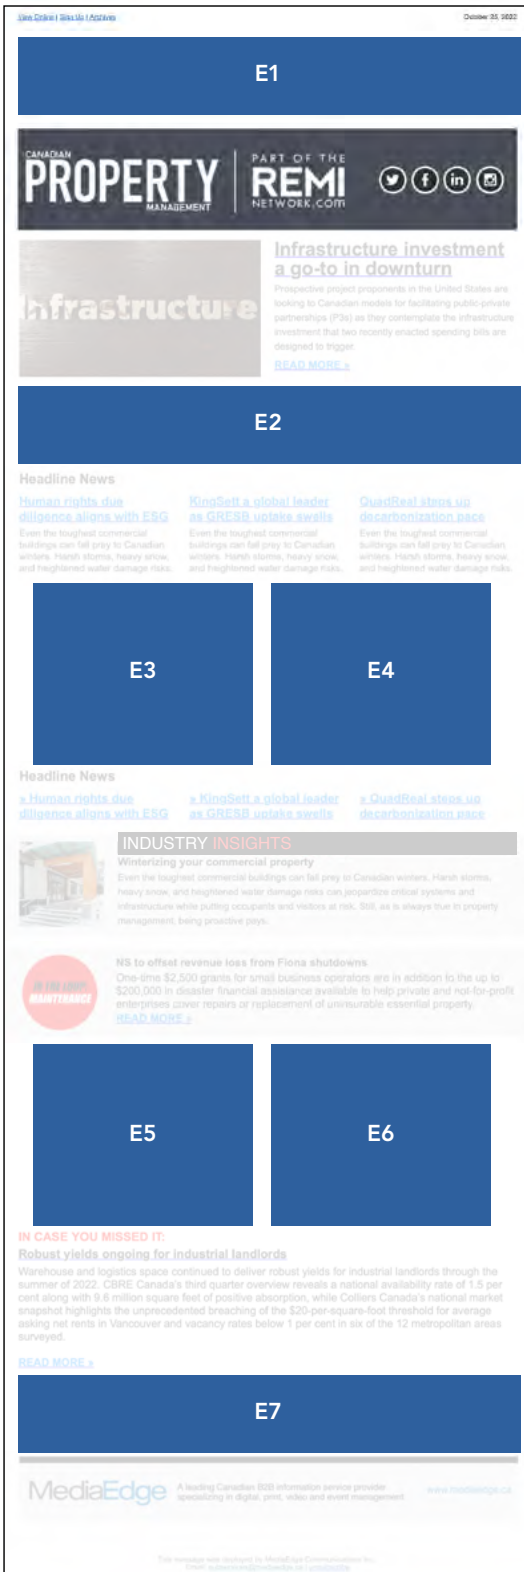 View Online | Sign Up | Archives
October 25, 2022
E1
CANADIAN
PROPERTY
MANAGEMENT
PART OF THE
REMI
NETWORK.COM
Infrastructure
Infrastructure investment
a go-to in downturn
Prospective project proponents in the United States are
looking to Canadian models for facilitating public-private
partnerships (P3s) as they contemplate the infrastructure
investment that two recently enacted spending bills are
designed to trigger.
READ MORE »
E2
Headline News
Human rights due
diligence aligns with ESG
Even the toughest commercial
buildings can fall prey to Canadian
winters. Harsh storms, heavy snow,
and heightened water damage risks.
KingSett a global leader
as GRESB uptake swells
Even the toughest commercial
buildings can fall prey to Canadian
winters. Harsh storms, heavy snow,
and heightened water damage risks.
QuadReal steps up
decarbonization pace
Even the toughest commercial
buildings can fall prey to Canadian
winters. Harsh storms, heavy snow,
and heightened water damage risks.
E3
E4
Headline News
» Human rights due
diligence aligns with ESG
» KingSett a global leader
as GRESB uptake swells
» QuadReal steps up
decarbonization pace
INDUSTRY INSIGHTS
Winterizing your commercial property
Even the toughest commercial buildings can fall prey to Canadian winters. Harsh storms,
heavy snow, and heightened water damage risks can jeopardize critical systems and
infrastructure while putting occupants and visitors at risk. Still, as is always true in property
management, being proactive pays.
MAINTENANCE
NS to offset revenue loss from Fiona shutdowns
One-time $2,500 grants for small business operators are in addition to the up to
$200,000 in disaster financial assistance available to help private and not-for-profit
enterprises cover repairs or replacement of uninsurable essential property.
READ MORE »
E5
E6
IN CASE YOU MISSED IT:
Robust yields ongoing for industrial landlords
Warehouse and logistics space continued to deliver robust yields for industrial landlords through the
summer of 2022. CBRE Canada's third quarter overview reveals a national availability rate of 1.5 per
cent along with 9.6 million square feet of positive absorption, while Colliers Canada's national market
snapshot highlights the unprecedented breaching of the $20-per-square-foot threshold for average
asking net rents in Vancouver and vacancy rates below 1 per cent in six of the 12 metropolitan areas
surveyed.
READ MORE »
E7
MediaEdge
A leading Canadian B2B information service provider
specializing in digital, print, video and event management
www.mediaedge.ca
This message was deployed by MediaEdge Communications Inc.